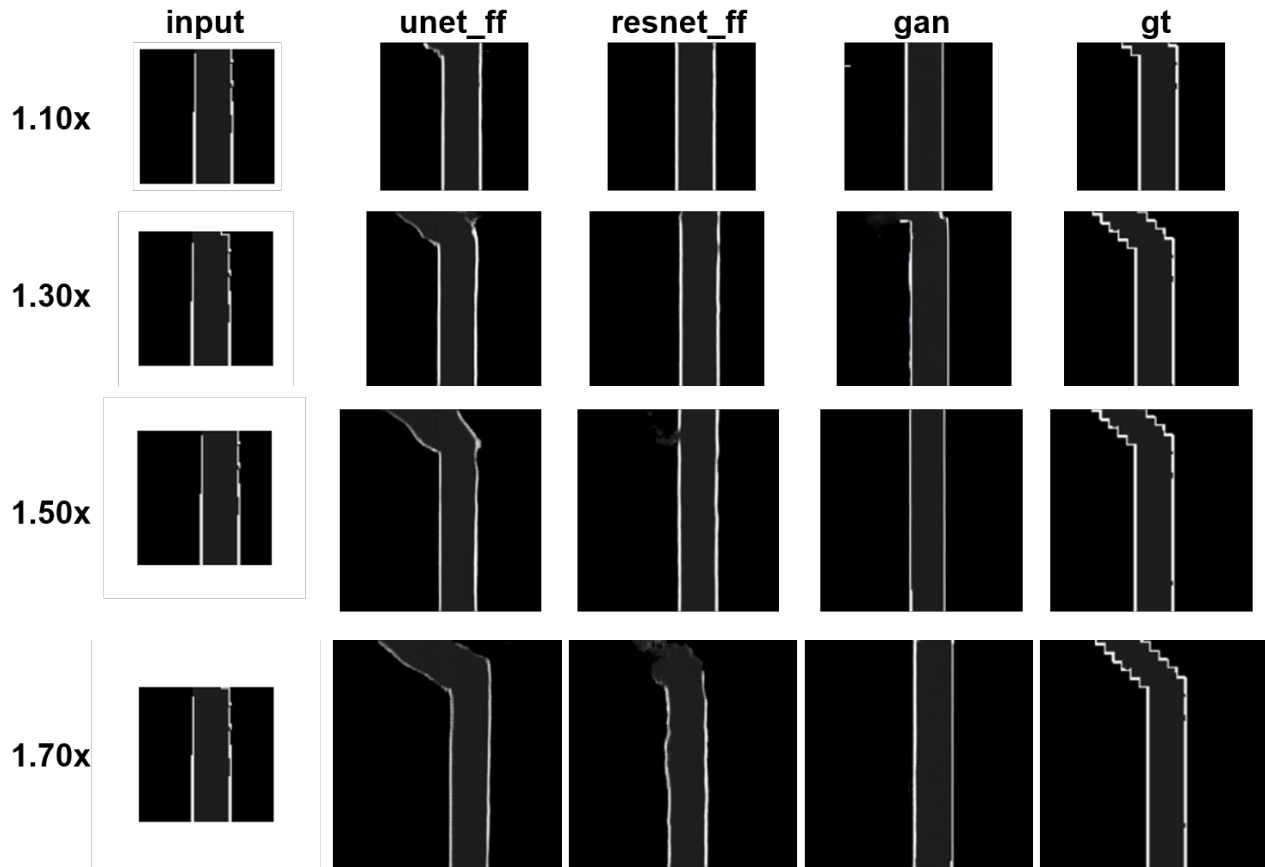 input unet_ff resnet_ff gan gt
1.10x
1.30x
1.50x
1.70x